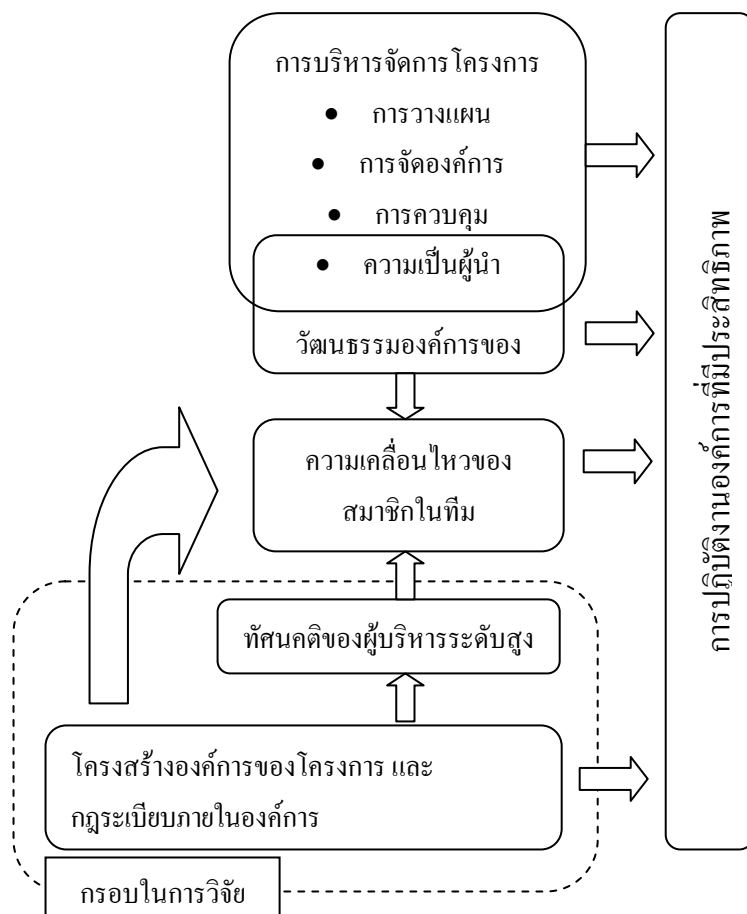 การบริหารจัดการโครงการ
● การวางแผน
● การจัดองค์การ
● การควบคุม
● ความเป็นผู้นำ
วัฒนธรรมองค์การของ
ความเคลื่อนไหวของ
สมาชิกในทีม
ทัศนคติของผู้บริหารระดับสูง
โครงสร้างองค์การของโครงการ และ
กฎระเบียบภายในองค์การ
กรอบในการวิจัย
การปฏิบัติงานองค์การที่มีประสิทธิภาพ